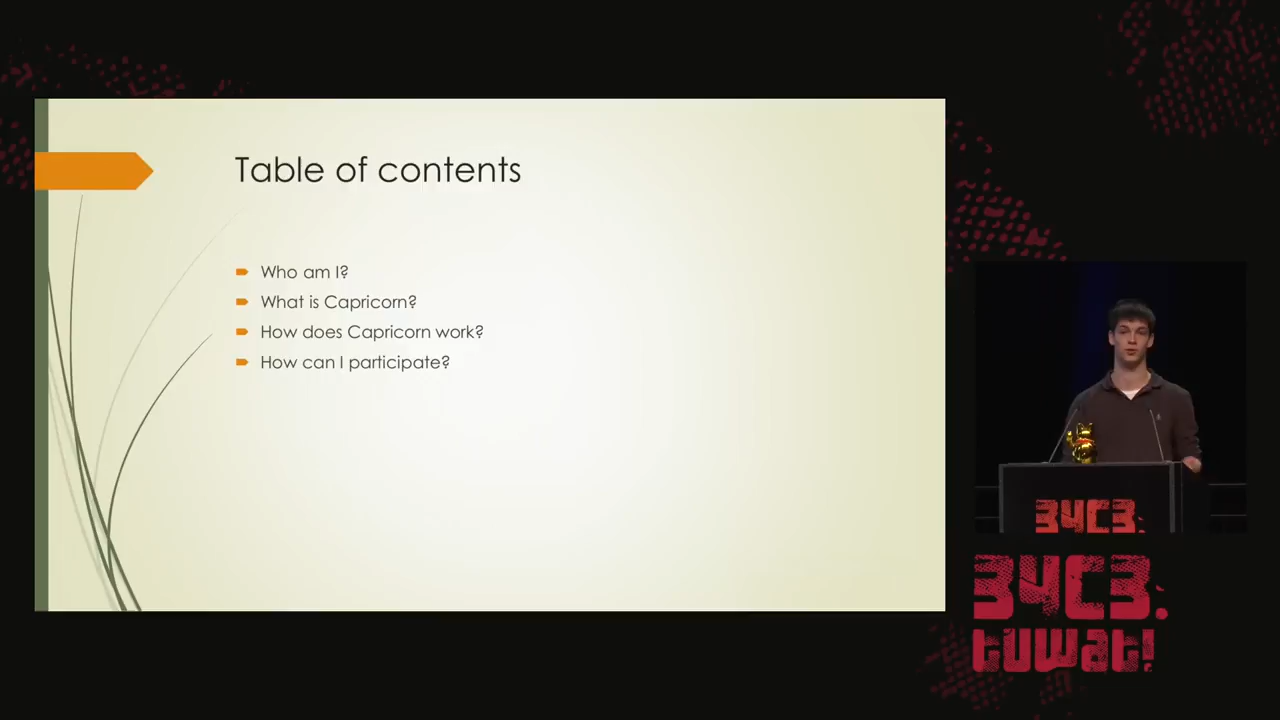 Table of contents
Who am I?
What is Capricorn?
How does Capricorn work?
How can I participate?
34C3.
34C3.
tuwat!